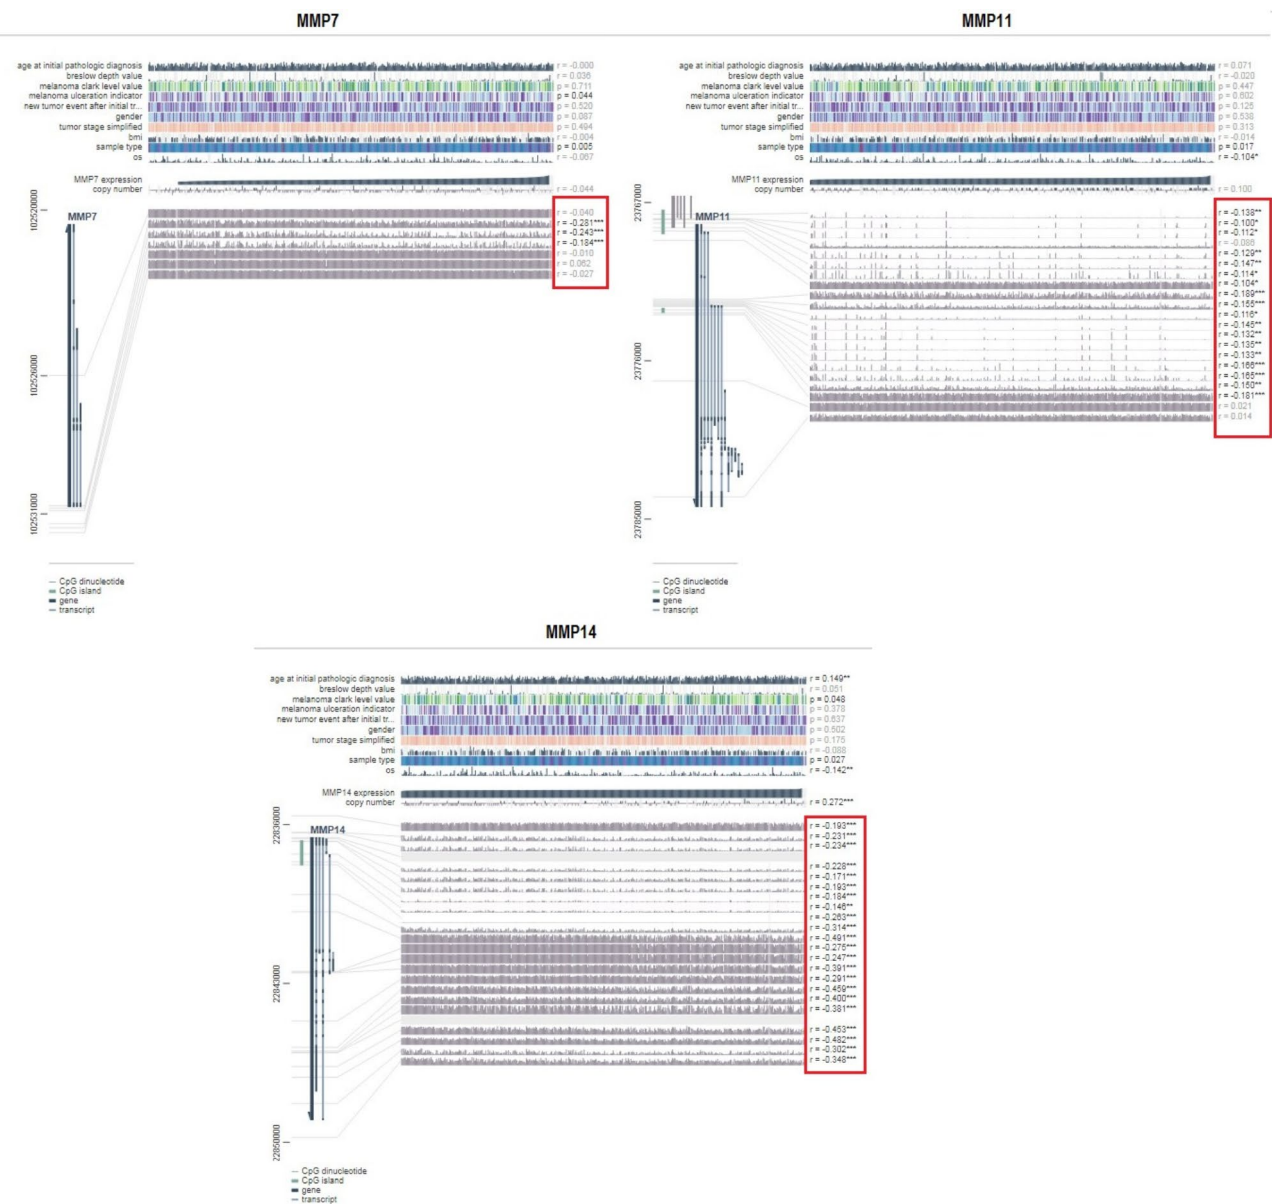 MMP7
age at initial pathologic diagnosis r = -0.000
breslow depth value r = 0.036
melanoma clark level value p = 0.711
melanoma ulceration indicator p = 0.044
new tumor event after initial tr... p = 0.520
gender p = 0.087
tumor stage simplified p = 0.494
bmi r = -0.004
sample type p = 0.005
os r = -0.067
MMP7 expression
copy number r = -0.044
102520000
102526000
102531000
MMP7
r = -0.040
r = -0.281***
r = -0.243***
r = -0.184***
r = -0.010
r = 0.062
r = -0.027
CpG dinucleotide
CpG island
gene
transcript
MMP11
age at initial pathologic diagnosis r = 0.071
breslow depth value r = -0.020
melanoma clark level value p = 0.447
melanoma ulceration indicator p = 0.602
new tumor event after initial tr... p = 0.125
gender p = 0.538
tumor stage simplified p = 0.313
bmi r = -0.014
sample type p = 0.017
os r = -0.104*
MMP11 expression
copy number r = 0.100
23767000
23776000
23785000
MMP11
r = -0.138**
r = -0.100*
r = -0.112*
r = -0.086
r = -0.129**
r = -0.147**
r = -0.114*
r = -0.104*
r = -0.189***
r = -0.155***
r = -0.116*
r = -0.145**
r = -0.132**
r = -0.135**
r = -0.133**
r = -0.166***
r = -0.165***
r = -0.150**
r = -0.181***
r = 0.021
r = 0.014
CpG dinucleotide
CpG island
gene
transcript
MMP14
age at initial pathologic diagnosis r = 0.149**
breslow depth value r = 0.051
melanoma clark level value p = 0.048
melanoma ulceration indicator p = 0.378
new tumor event after initial tr... p = 0.637
gender p = 0.502
tumor stage simplified p = 0.175
bmi r = -0.088
sample type p = 0.027
os r = -0.142**
MMP14 expression
copy number r = 0.272***
22836000
22843000
22850000
MMP14
r = -0.193***
r = -0.231***
r = -0.234***
r = -0.228***
r = -0.171***
r = -0.193***
r = -0.184***
r = -0.146**
r = -0.263***
r = -0.314***
r = -0.491***
r = -0.275***
r = -0.247***
r = -0.391***
r = -0.291***
r = -0.459***
r = -0.400***
r = -0.381***
r = -0.453***
r = -0.482***
r = -0.302***
r = -0.348***
CpG dinucleotide
CpG island
gene
transcript